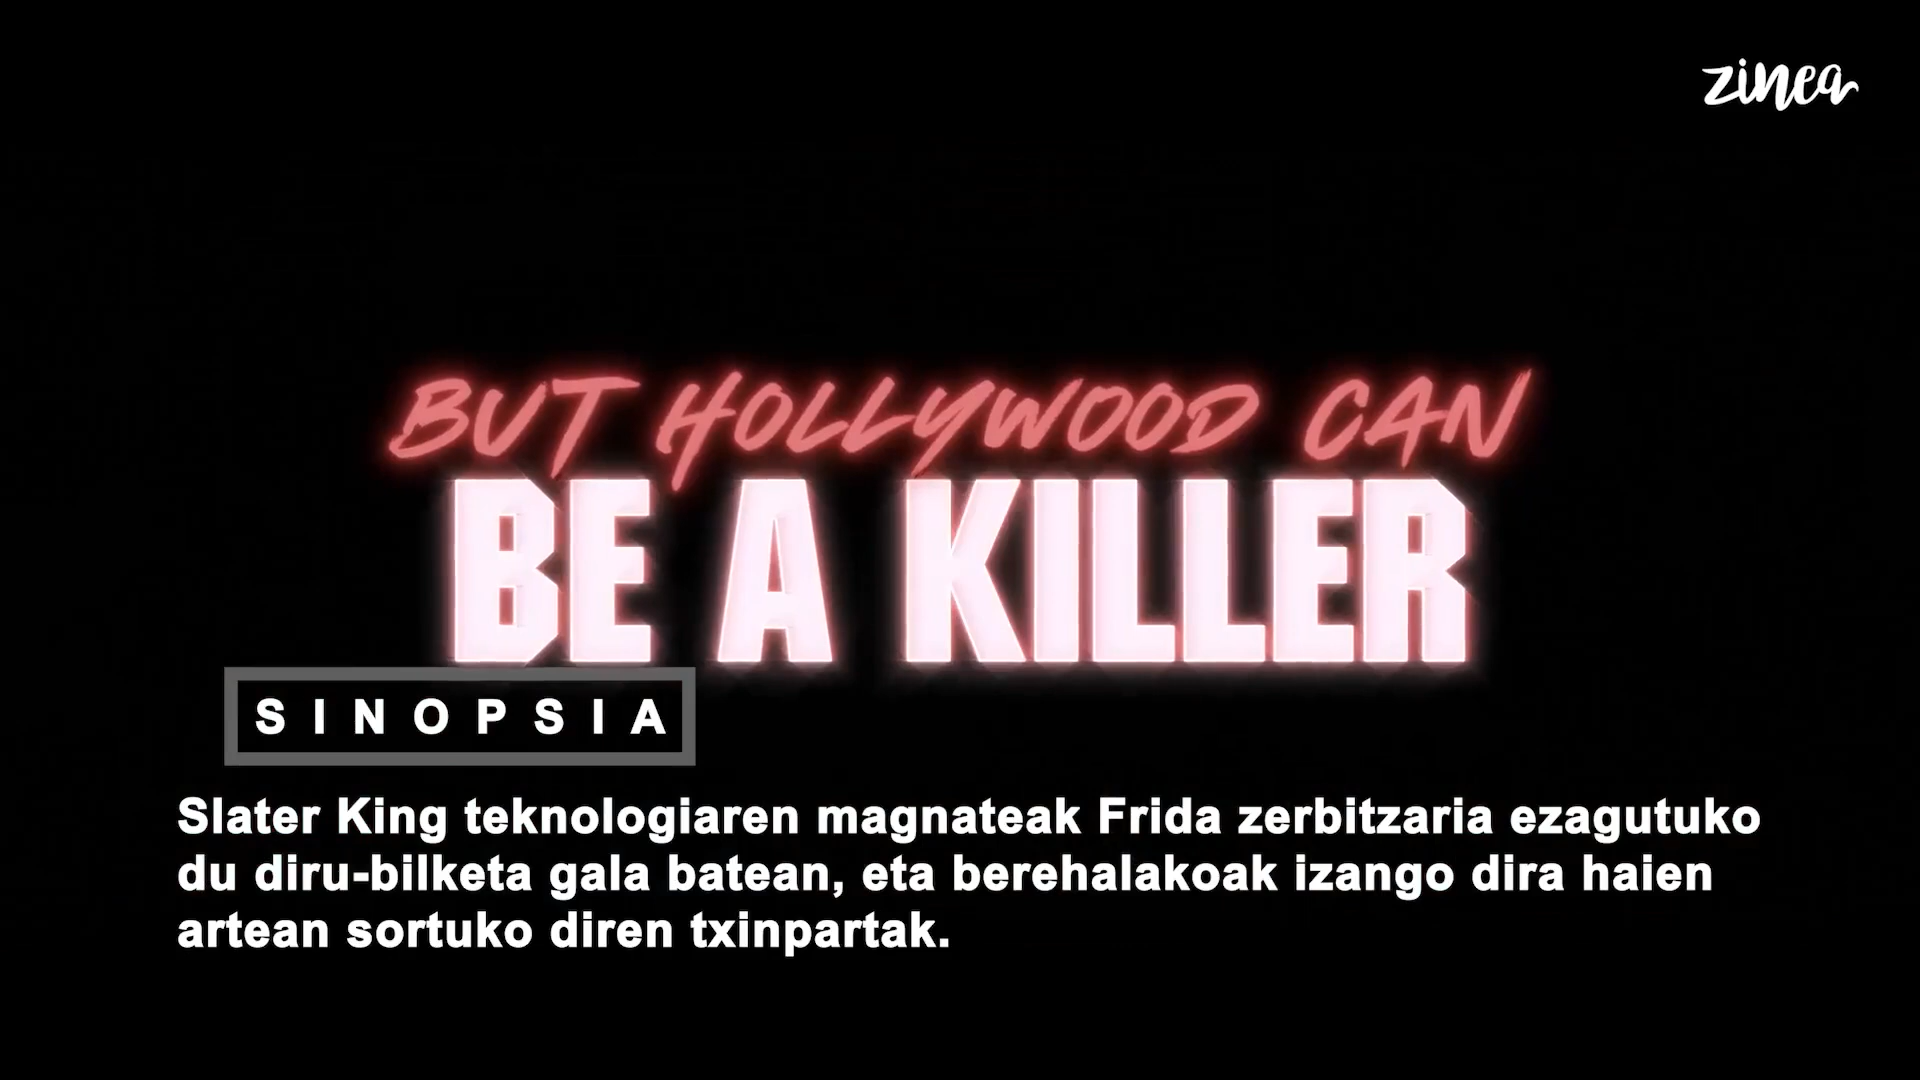 zinea
BUT HOLLYWOOD CAN
BE A KILLER
SINOPSIA
Slater King teknologiaren magnateak Frida zerbitzaria ezagutuko
du diru-bilketa gala batean, eta berehalakoak izango dira haien
artean sortuko diren txinpartak.